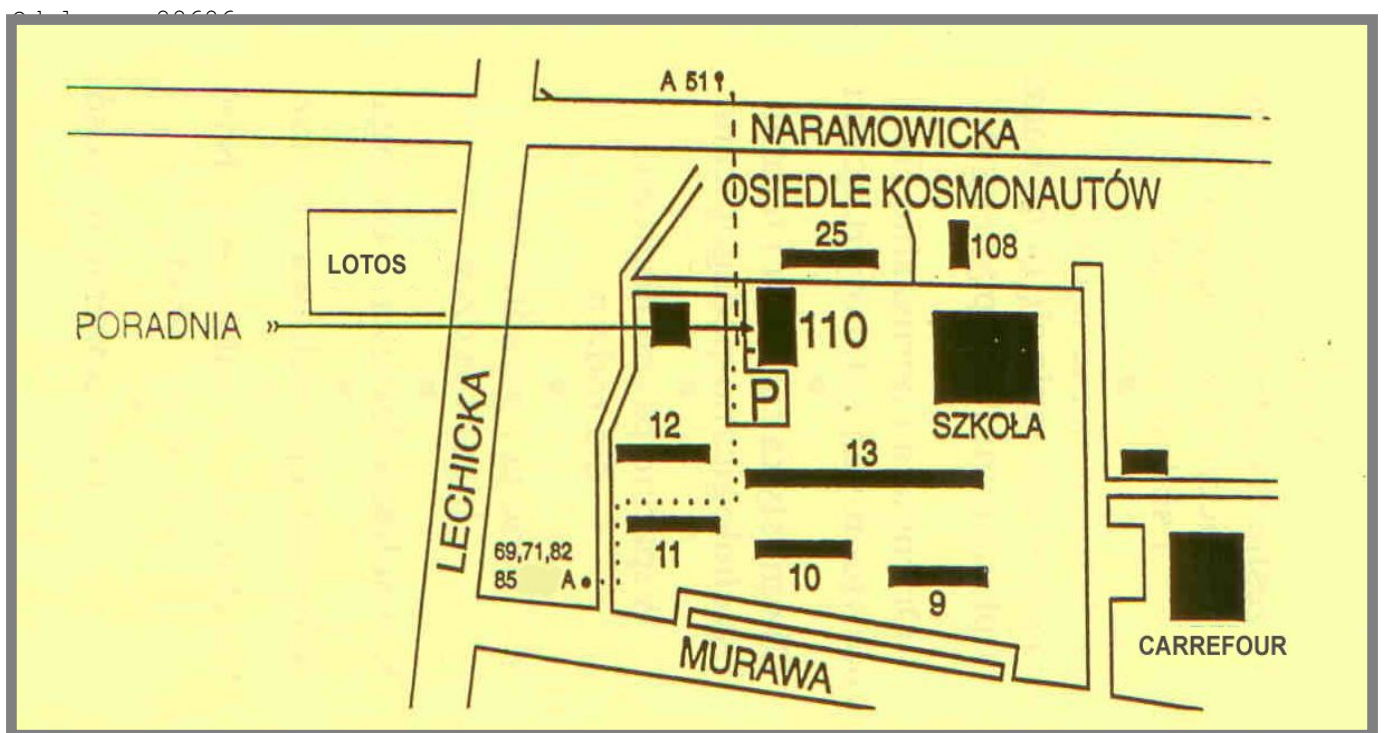 A 51
NARAMOWICKA
OSIEDLE KOSMONAUTÓW
25
108
LOTOS
PORADNIA
110
P
SZKOŁA
12
13
LECHICKA
11
10
9
69,71,82
85 A
MURAWA
CARREFOUR